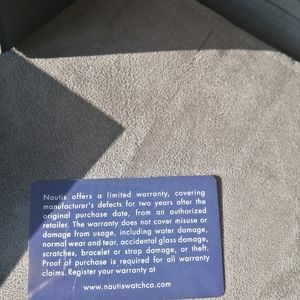 Nautis offers a limited warranty, covering
manufacturer's defects for two years after the
original purchase date, from an authorized
retailer. The warranty does not cover misuse or
damage from usage, including water damage,
normal wear and tear, accidental glass damage,
scratches, bracelet or strap damage, or theft.
Proof of purchase is required for all warranty
claims. Register your warranty at
www.nautiswatchco.com